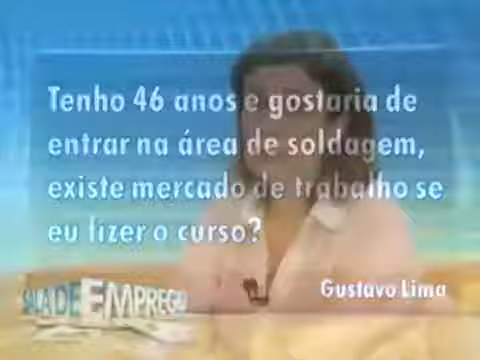 Tenho 46 anos e gostaria de
entrar na área de soldagem,
existe mercado de trabalho se
eu fizer o curso?
Gustavo Lima
SALA DE EMPREGO